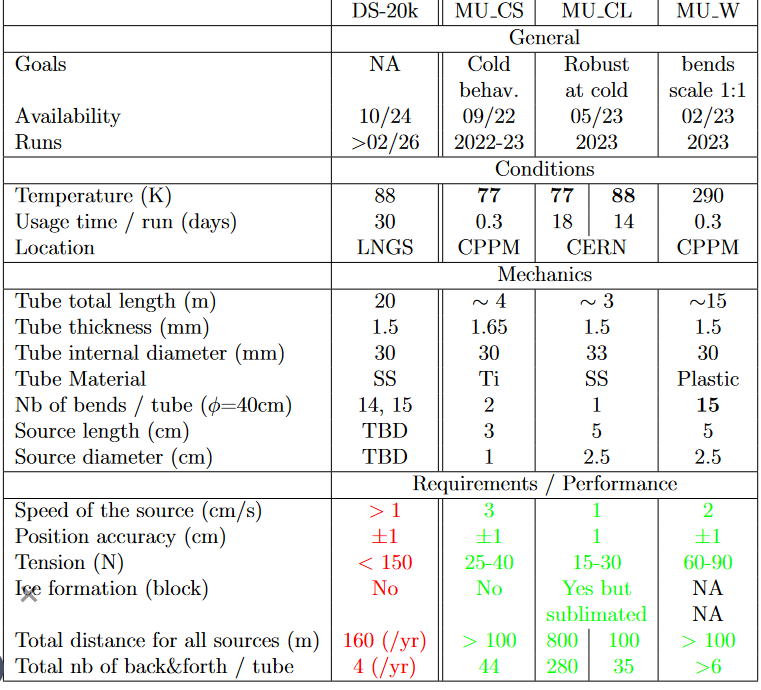 DS-20k MU_CS MU_CL MU_W
General
Goals NA Cold Robust bends
behav. at cold scale 1:1
Availability 10/24 09/22 05/23 02/23
Runs >02/26 2022-23 2023 2023
Conditions
Temperature (K) 88 77 77 88 290
Usage time / run (days) 30 0.3 18 14 0.3
Location LNGS CPPM CERN CPPM
Mechanics
Tube total length (m) 20 ∼ 4 ∼ 3 ∼15
Tube thickness (mm) 1.5 1.65 1.5 1.5
Tube internal diameter (mm) 30 30 33 30
Tube Material SS Ti SS Plastic
Nb of bends / tube (ϕ=40cm) 14, 15 2 1 15
Source length (cm) TBD 3 5 5
Source diameter (cm) TBD 1 2.5 2.5
Requirements / Performance
Speed of the source (cm/s) > 1 3 1 2
Position accuracy (cm) ±1 ±1 1 ±1
Tension (N) < 150 25-40 15-30 60-90
Ice formation (block) No No Yes but NA
sublimated NA
Total distance for all sources (m) 160 (/yr) > 100 800 100 > 100
Total nb of back&forth / tube 4 (/yr) 44 280 35 >6